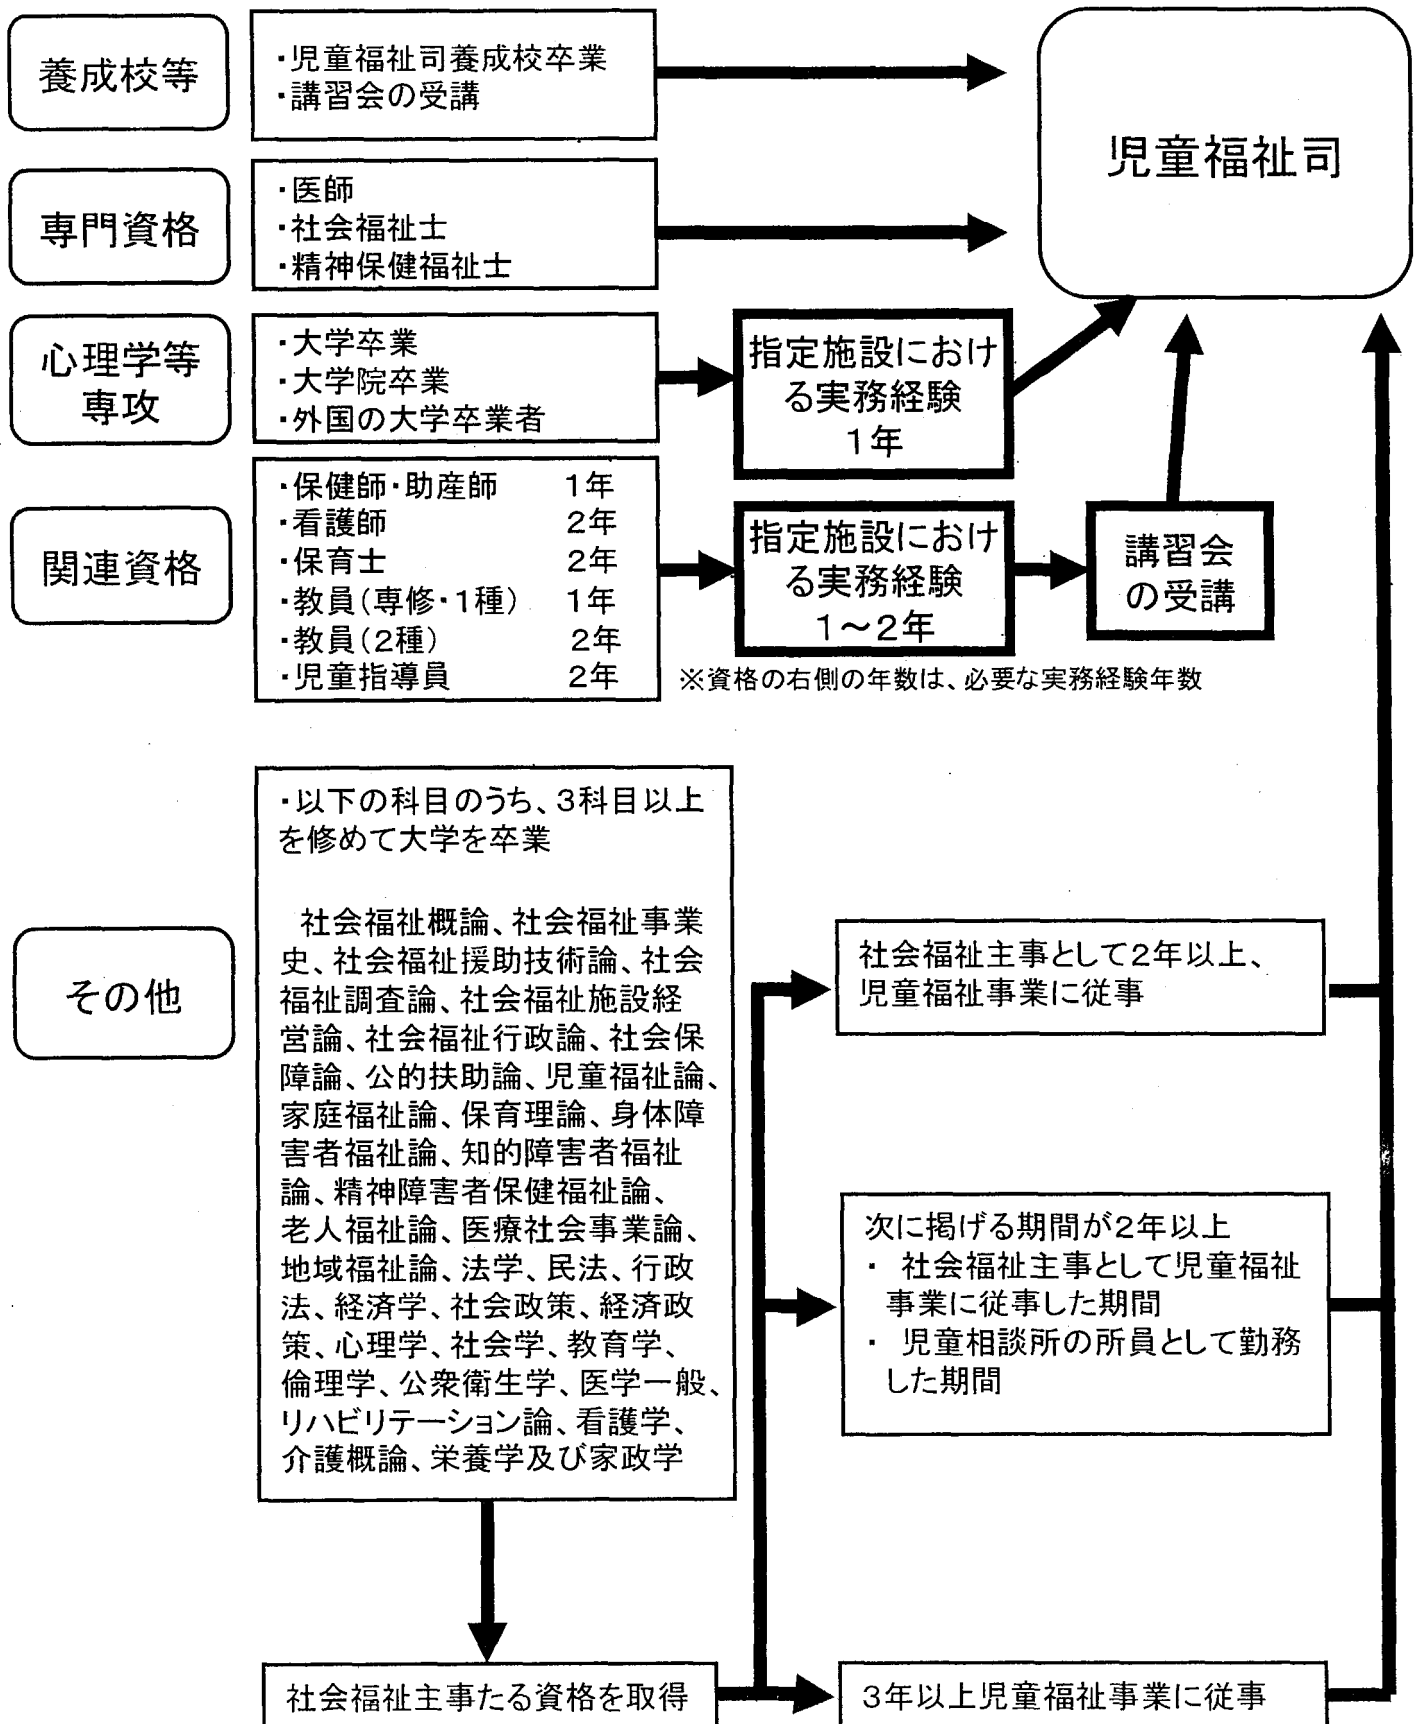 養成校等
・児童福祉司養成校卒業
・講習会の受講
児童福祉司
専門資格
・医師
・社会福祉士
・精神保健福祉士
心理学等
専攻
・大学卒業
・大学院卒業
・外国の大学卒業者
指定施設におけ
る実務経験
1年
関連資格
・保健師・助産師 1年
・看護師 2年
・保育士 2年
・教員(専修・1種) 1年
・教員(2種) 2年
・児童指導員 2年
指定施設におけ
る実務経験
1～2年
講習会
の受講
※資格の右側の年数は、必要な実務経験年数
その他
・以下の科目のうち、3科目以上
を修めて大学を卒業
社会福祉概論、社会福祉事業
史、社会福祉援助技術論、社会
福祉調査論、社会福祉施設経
営論、社会福祉行政論、社会保
障論、公的扶助論、児童福祉論、
家庭福祉論、保育理論、身体障
害者福祉論、知的障害者福祉
論、精神障害者保健福祉論、
老人福祉論、医療社会事業論、
地域福祉論、法学、民法、行政
法、経済学、社会政策、経済政
策、心理学、社会学、教育学、
倫理学、公衆衛生学、医学一般、
リハビリテーション論、看護学、
介護概論、栄養学及び家政学
社会福祉主事として2年以上、
児童福祉事業に従事
次に掲げる期間が2年以上
・ 社会福祉主事として児童福祉
事業に従事した期間
・ 児童相談所の所員として勤務
した期間
社会福祉主事たる資格を取得
3年以上児童福祉事業に従事